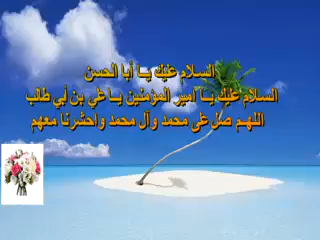 السلام عليك يا أبا الحسن
السلام عليك يا امير المؤمنين يا علي بن أبي طالب
اللهم صل على محمد وآل محمد واحشرنا معهم